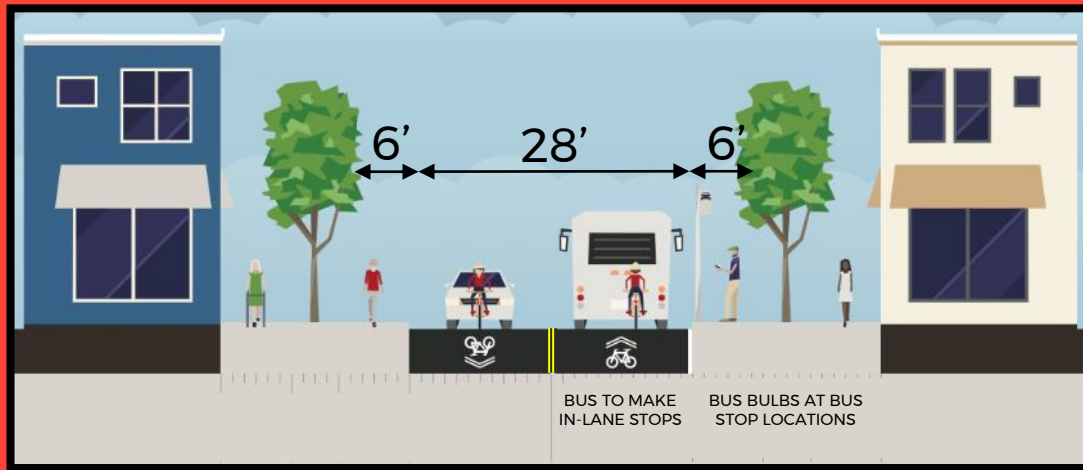 6’ 28’ 6’
BUS TO MAKE
IN-LANE STOPS
BUS BULBS AT BUS
STOP LOCATIONS